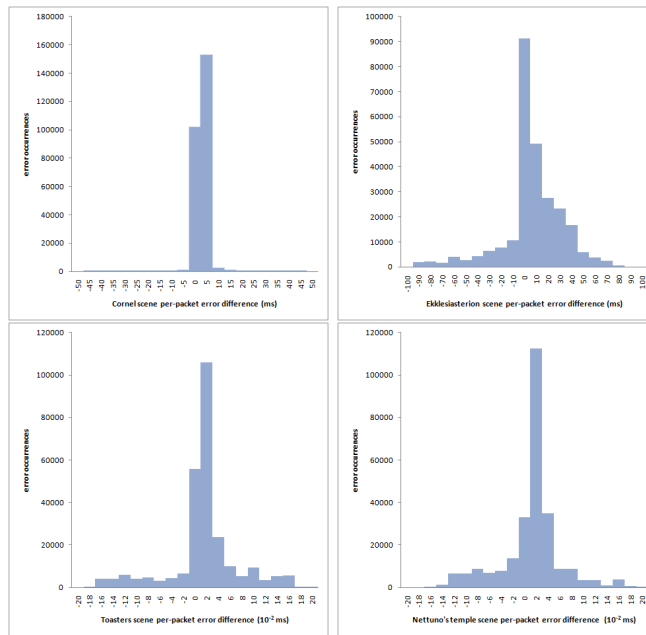 180000
160000
140000
120000
100000
80000
60000
40000
20000
0
error occurrences
-50 -45 -40 -35 -30 -25 -20 -15 -10 -5 0 5 10 15 20 25 30 35 40 45 50
Cornel scene per-packet error difference (ms)
100000
90000
80000
70000
60000
50000
40000
30000
20000
10000
0
error occurrences
-100 -90 -80 -70 -60 -50 -40 -30 -20 -10 0 10 20 30 40 50 60 70 80 90 100
Ekklesiasterion scene per-packet error difference (ms)
120000
100000
80000
60000
40000
20000
0
error occurrences
-20 -18 -16 -14 -12 -10 -8 -6 -4 -2 0 2 4 6 8 10 12 14 16 18 20
Toasters scene per-packet error difference (10⁻² ms)
120000
100000
80000
60000
40000
20000
0
error occurrences
-20 -18 -16 -14 -12 -10 -8 -6 -4 -2 0 2 4 6 8 10 12 14 16 18 20
Nettuno's temple scene per-packet error difference (10⁻² ms)